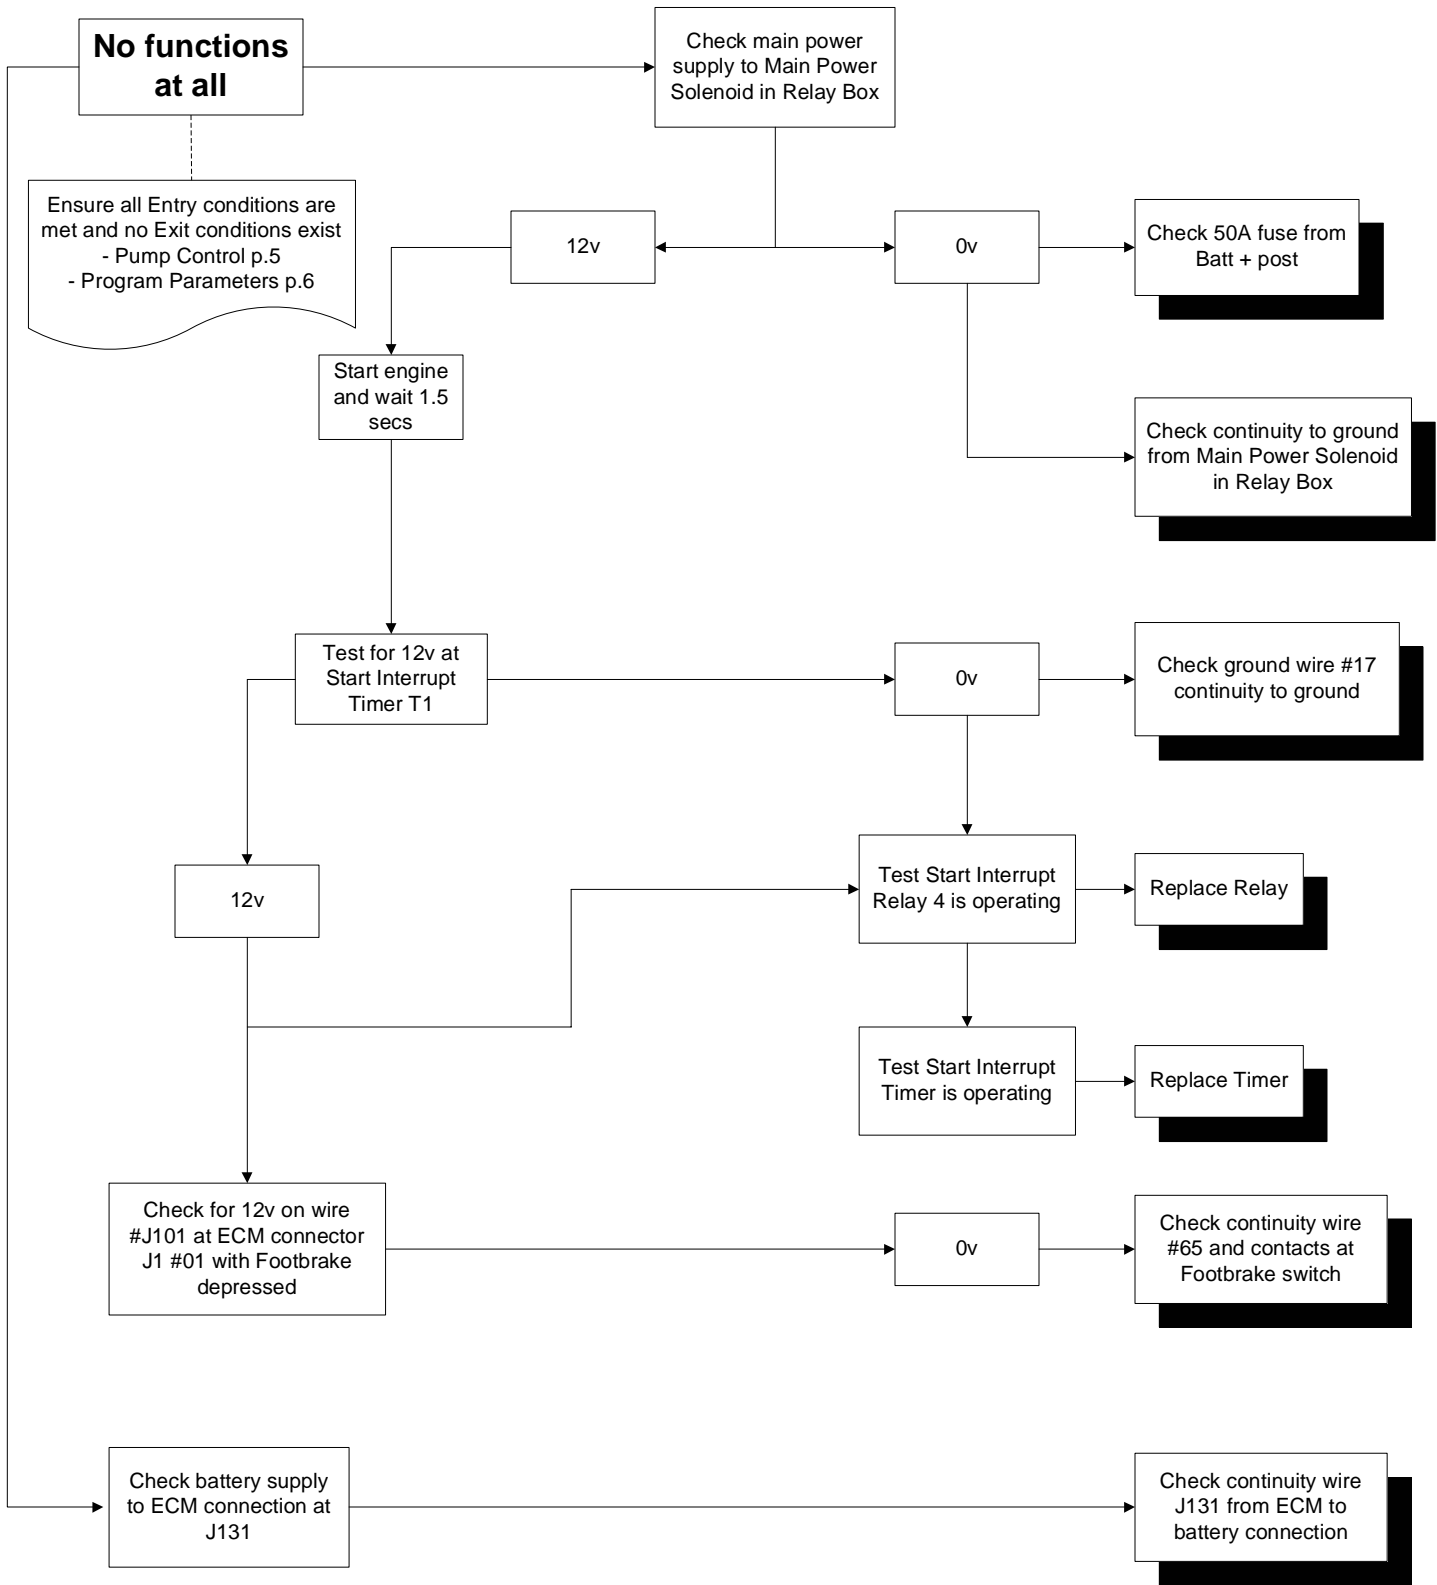 No functions
at all
Check main power
supply to Main Power
Solenoid in Relay Box
Ensure all Entry conditions are
met and no Exit conditions exist
- Pump Control p.5
- Program Parameters p.6
12v
0v
Check 50A fuse from
Batt + post
Start engine
and wait 1.5
secs
Check continuity to ground
from Main Power Solenoid
in Relay Box
Test for 12v at
Start Interrupt
Timer T1
0v
Check ground wire #17
continuity to ground
12v
Test Start Interrupt
Relay 4 is operating
Replace Relay
Test Start Interrupt
Timer is operating
Replace Timer
Check for 12v on wire
#J101 at ECM connector
J1 #01 with Footbrake
depressed
0v
Check continuity wire
#65 and contacts at
Footbrake switch
Check battery supply
to ECM connection at
J131
Check continuity wire
J131 from ECM to
battery connection